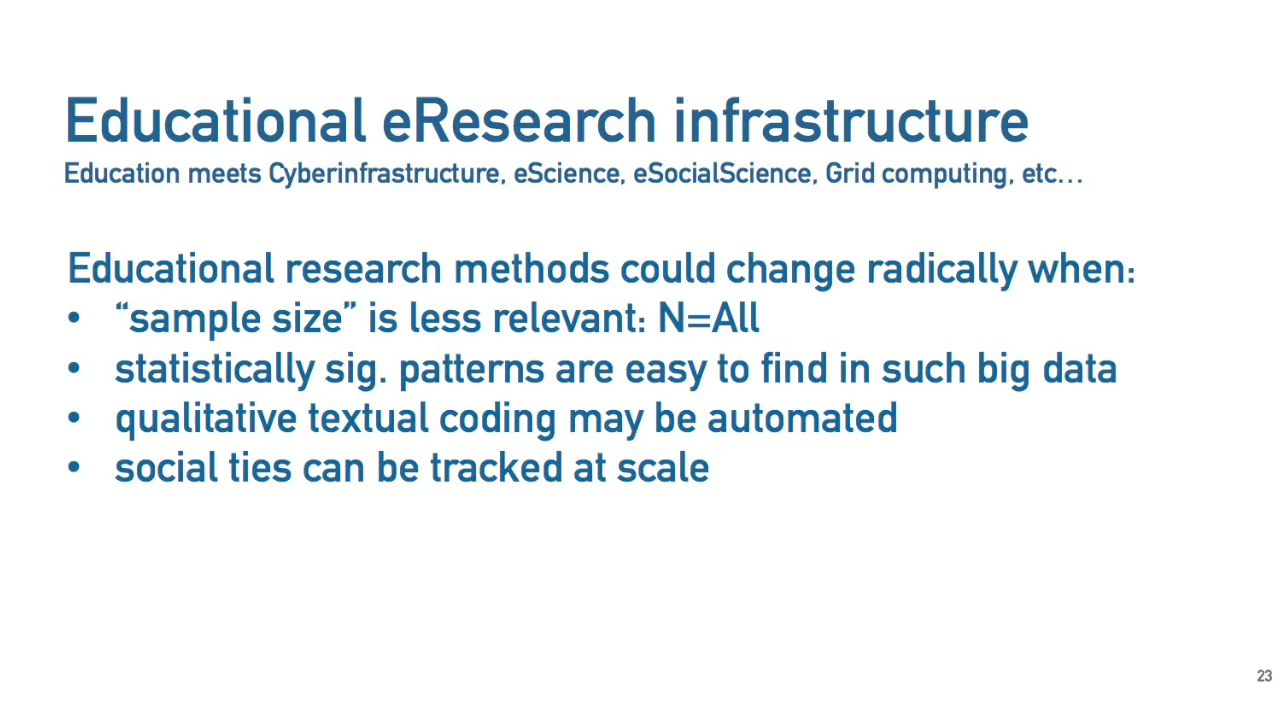 Educational eResearch infrastructure
Education meets Cyberinfrastructure, eScience, eSocialScience, Grid computing, etc…
Educational research methods could change radically when:
• “sample size” is less relevant: N=All
• statistically sig. patterns are easy to find in such big data
• qualitative textual coding may be automated
• social ties can be tracked at scale
23